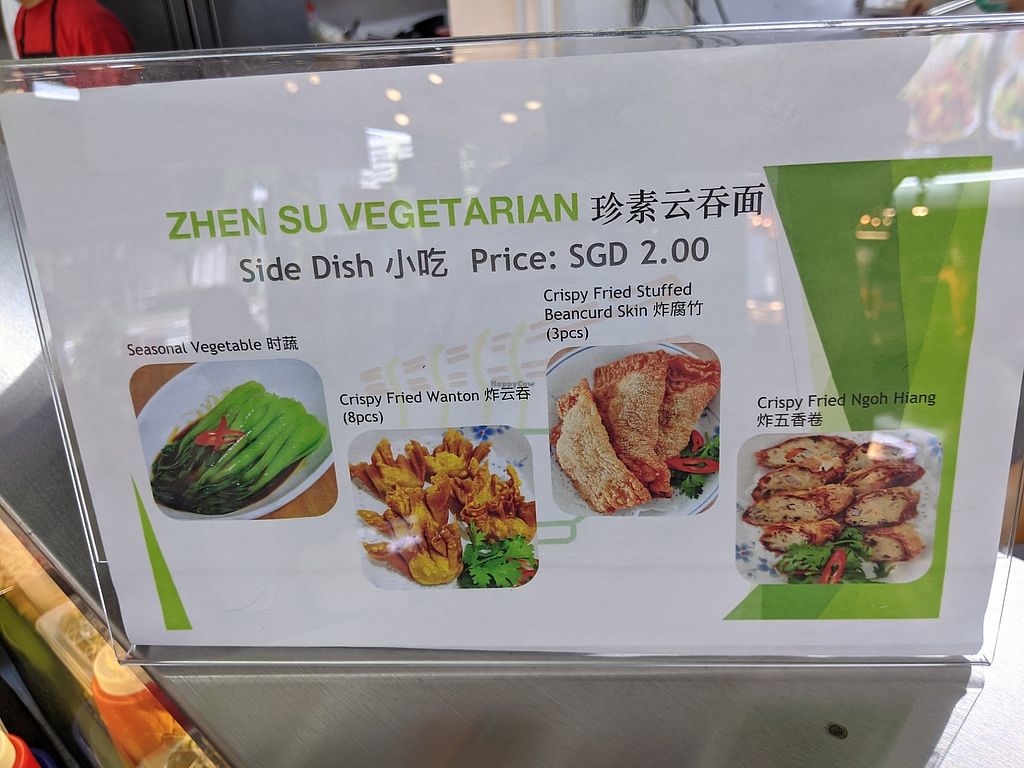 ZHEN SU VEGETARIAN 珍素云吞面
Side Dish 小吃 Price: SGD 2.00
Seasonal Vegetable 时蔬
Crispy Fried Wanton 炸云吞
(8pcs)
Crispy Fried Stuffed
Beancurd Skin 炸腐竹
(3pcs)
Crispy Fried Ngoh Hiang
炸五香卷
HappyCow